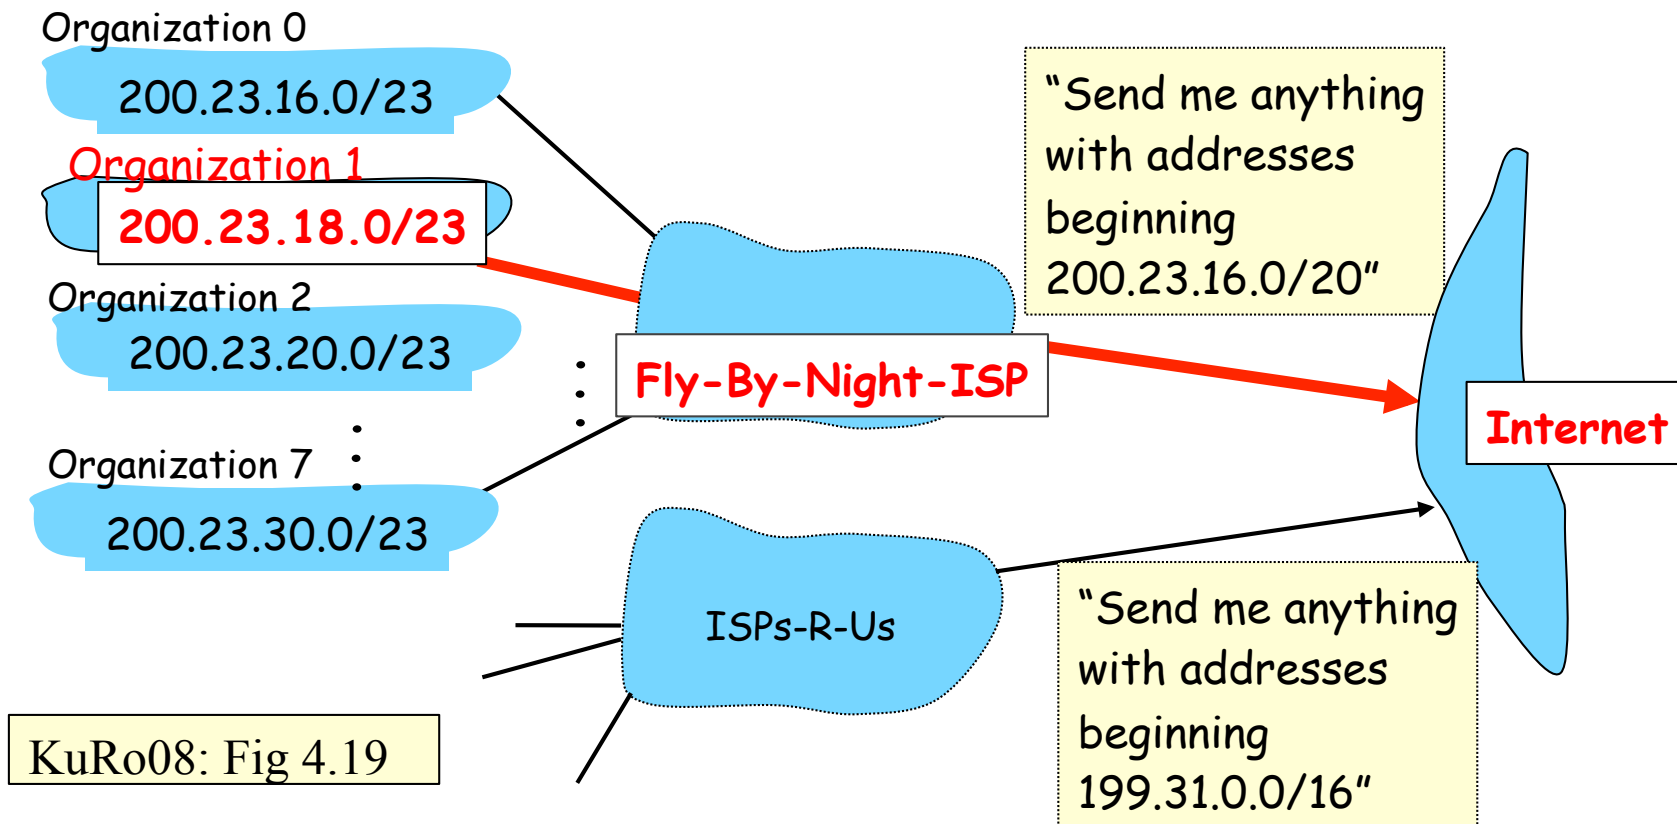 Organization 0
200.23.16.0/23
Organization 1
200.23.18.0/23
Organization 2
200.23.20.0/23
Organization 7
200.23.30.0/23
Fly-By-Night-ISP
“Send me anything
with addresses
beginning
200.23.16.0/20”
Internet
ISPs-R-Us
“Send me anything
with addresses
beginning
199.31.0.0/16”
KuRo08: Fig 4.19